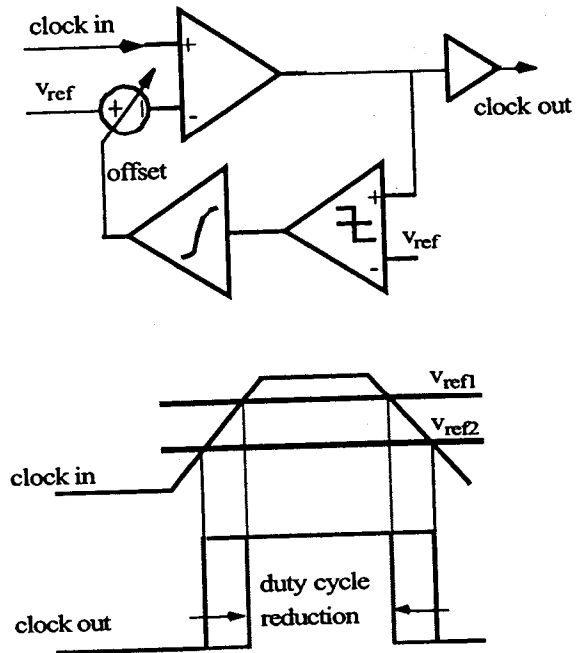 clock in
+
v_ref
+
-
clock out
offset
+
v_ref
-
v_ref1
v_ref2
clock in
duty cycle
reduction
clock out